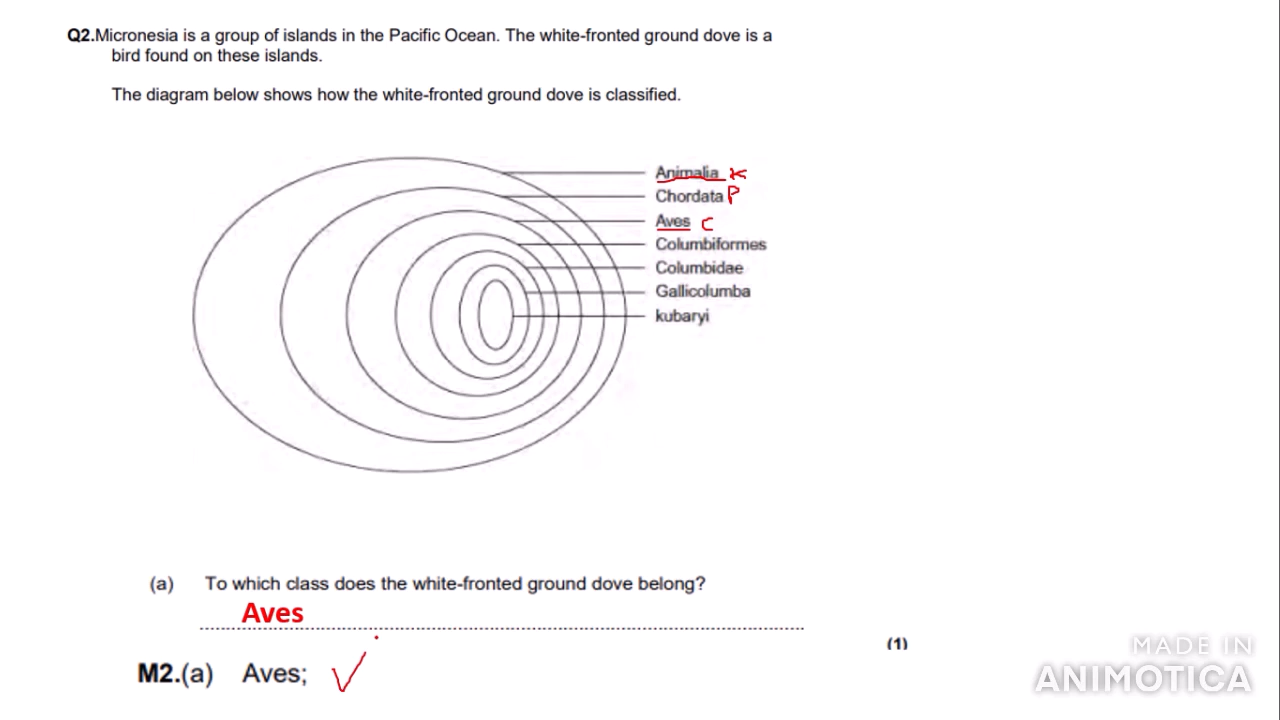 Q2.Micronesia is a group of islands in the Pacific Ocean. The white-fronted ground dove is a
bird found on these islands.
The diagram below shows how the white-fronted ground dove is classified.
Animalia K
Chordata P
Aves C
Columbiformes
Columbidae
Gallicolumba
kubaryi
(a) To which class does the white-fronted ground dove belong?
Aves
(1)
M2.(a) Aves;
MADE IN
ANIMOTICA